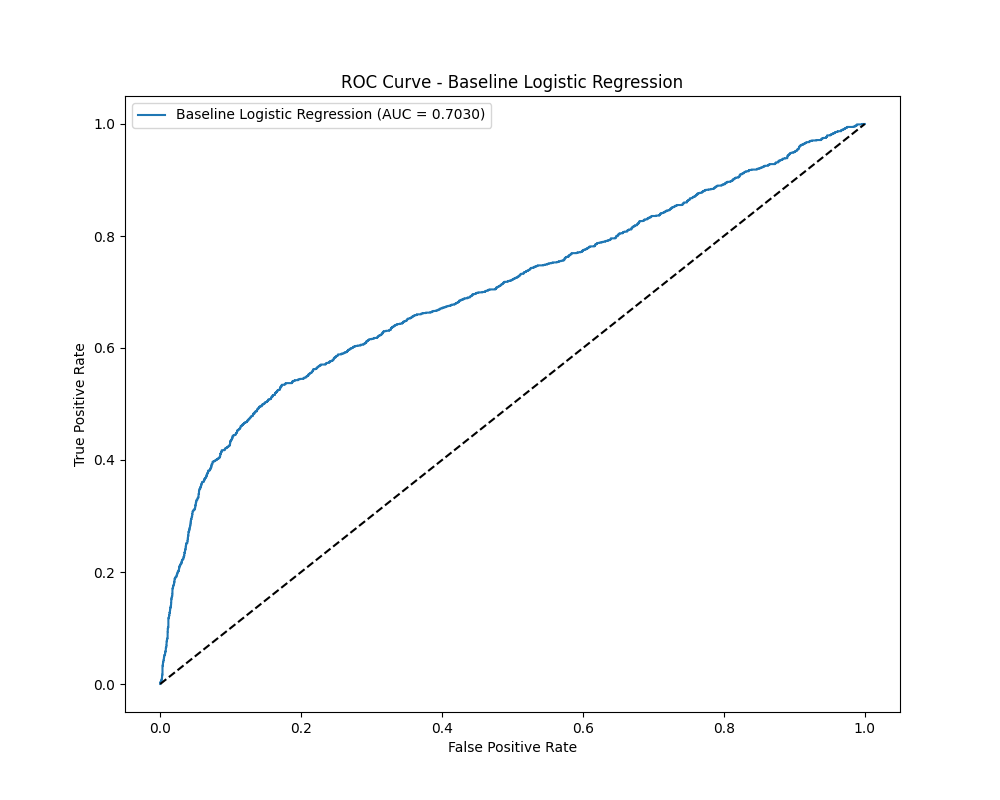 ROC Curve - Baseline Logistic Regression
Baseline Logistic Regression (AUC = 0.7030)
True Positive Rate
1.0
0.8
0.6
0.4
0.2
0.0
0.0 0.2 0.4 0.6 0.8 1.0
False Positive Rate